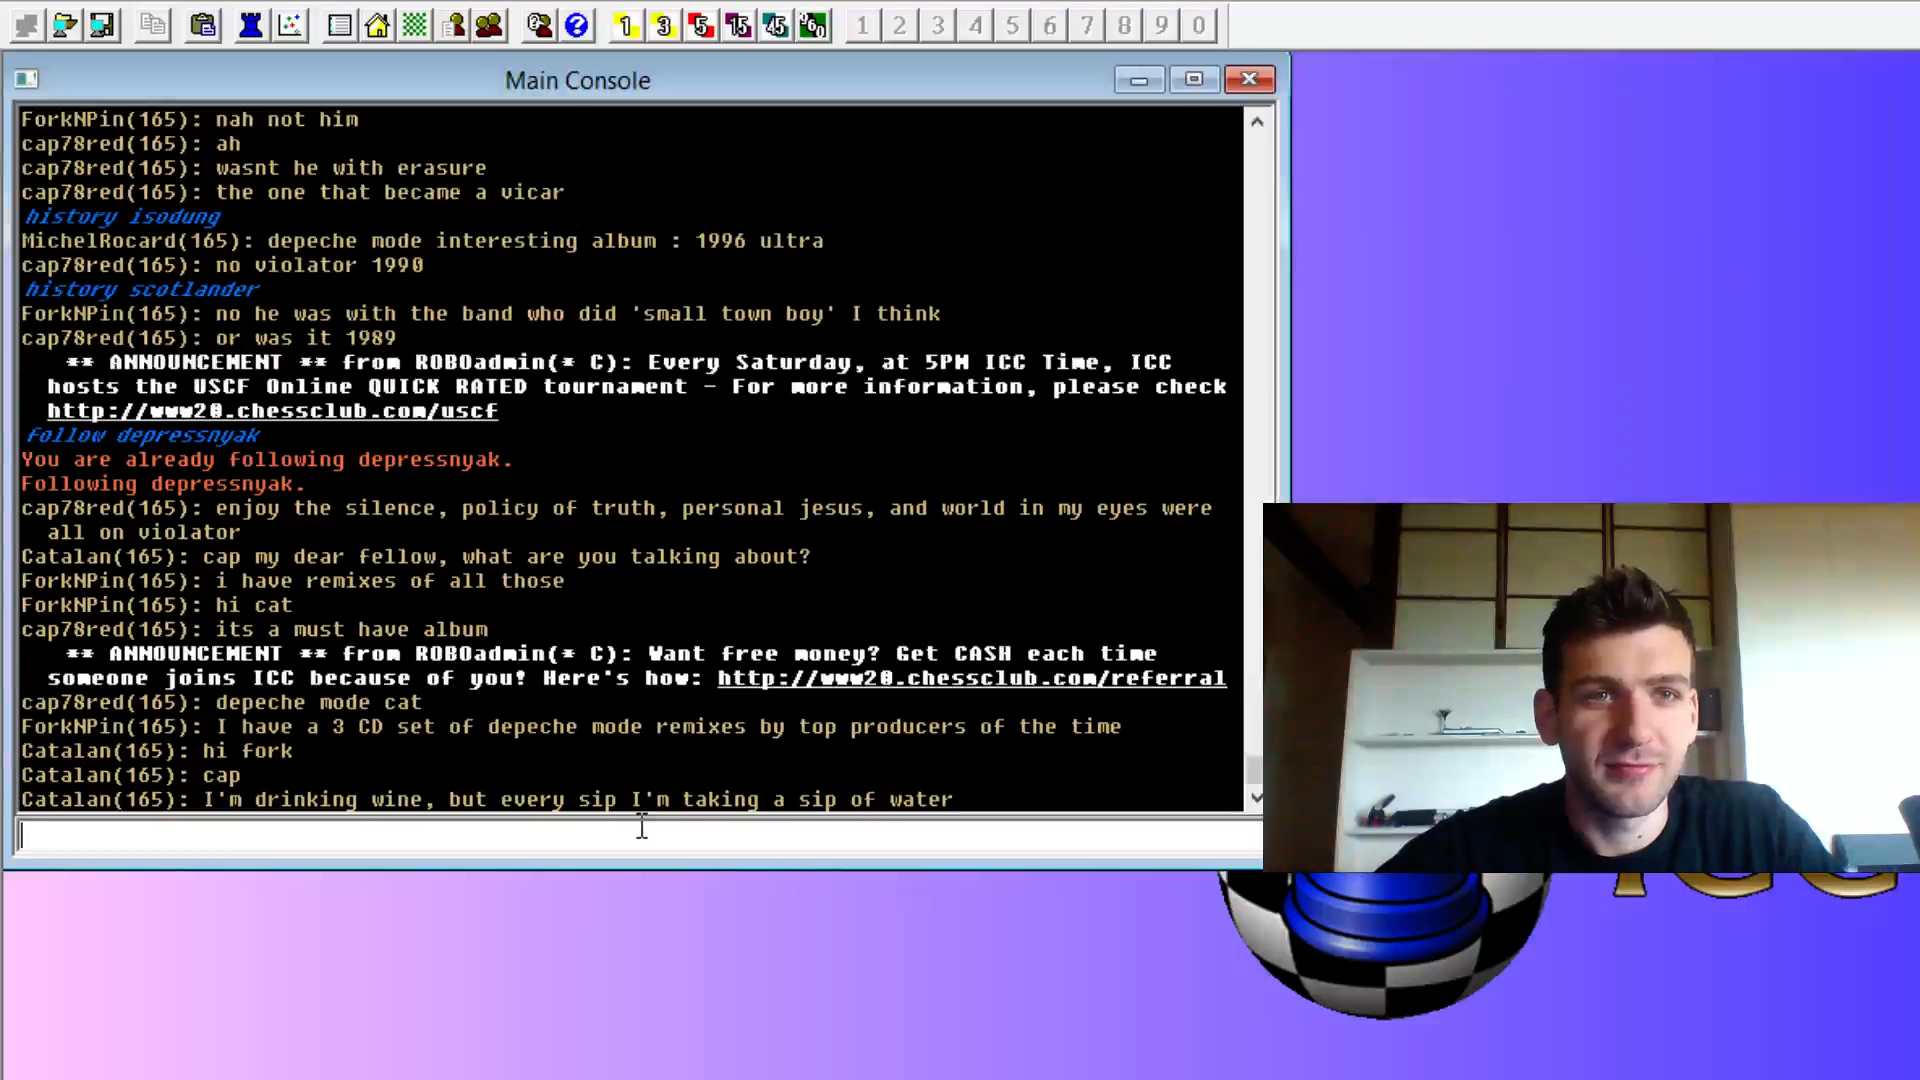 1 3 5 15 45 1 2 3 4 5 6 7 8 9 0
Main Console
ForkNPin(165): nah not him
cap78red(165): ah
cap78red(165): wasnt he with erasure
cap78red(165): the one that became a vicar
history isodung
MichelRocard(165): depeche mode interesting album : 1996 ultra
cap78red(165): no violator 1990
history scotlander
ForkNPin(165): no he was with the band who did 'small town boy' I think
cap78red(165): or was it 1989
** ANNOUNCEMENT ** from ROBOadmin(* C): Every Saturday, at 5PM ICC Time, ICC
hosts the USCF Online QUICK RATED tournament - For more information, please check
http://www20.chessclub.com/uscf
Follow depressnyak
You are already following depressnyak.
Following depressnyak.
cap78red(165): enjoy the silence, policy of truth, personal jesus, and world in my eyes were
all on violator
Catalan(165): cap my dear fellow, what are you talking about?
ForkNPin(165): i have remixes of all those
ForkNPin(165): hi cat
cap78red(165): its a must have album
** ANNOUNCEMENT ** from ROBOadmin(* C): Want free money? Get CASH each time
someone joins ICC because of you! Here's how: http://www20.chessclub.com/referral
cap78red(165): depeche mode cat
ForkNPin(165): I have a 3 CD set of depeche mode remixes by top producers of the time
Catalan(165): hi fork
Catalan(165): cap
Catalan(165): I'm drinking wine, but every sip I'm taking a sip of water